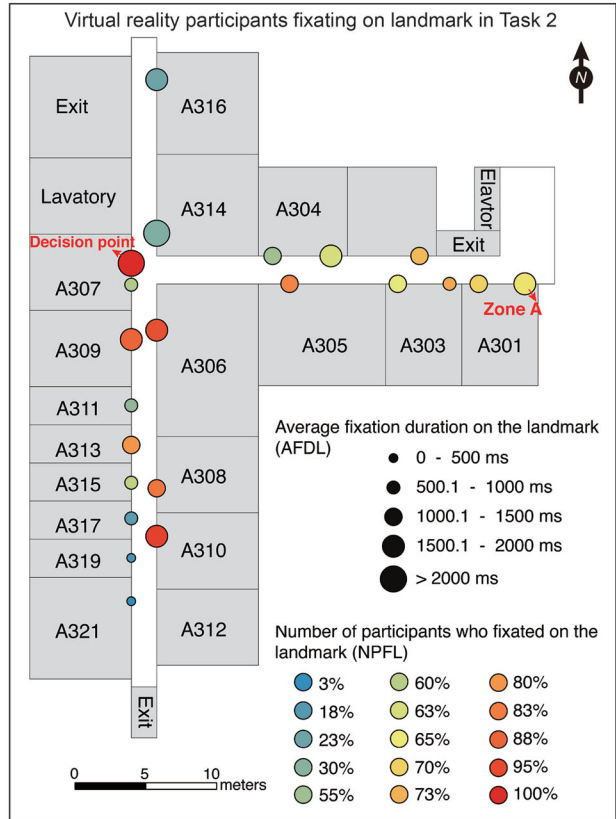 Virtual reality participants fixating on landmark in Task 2
N
Exit
A316
Lavatory
A314
A304
Elavtor
Exit
Decision point
A307
Zone A
A309
A306
A305
A303
A301
A311
A313
A308
A315
A317
A310
A319
A321
A312
Exit
Average fixation duration on the landmark
(AFDL)
0 - 500 ms
500.1 - 1000 ms
1000.1 - 1500 ms
1500.1 - 2000 ms
> 2000 ms
Number of participants who fixated on the
landmark (NPFL)
3% 60% 80%
18% 63% 83%
23% 65% 88%
30% 70% 95%
55% 73% 100%
0 5 10
meters